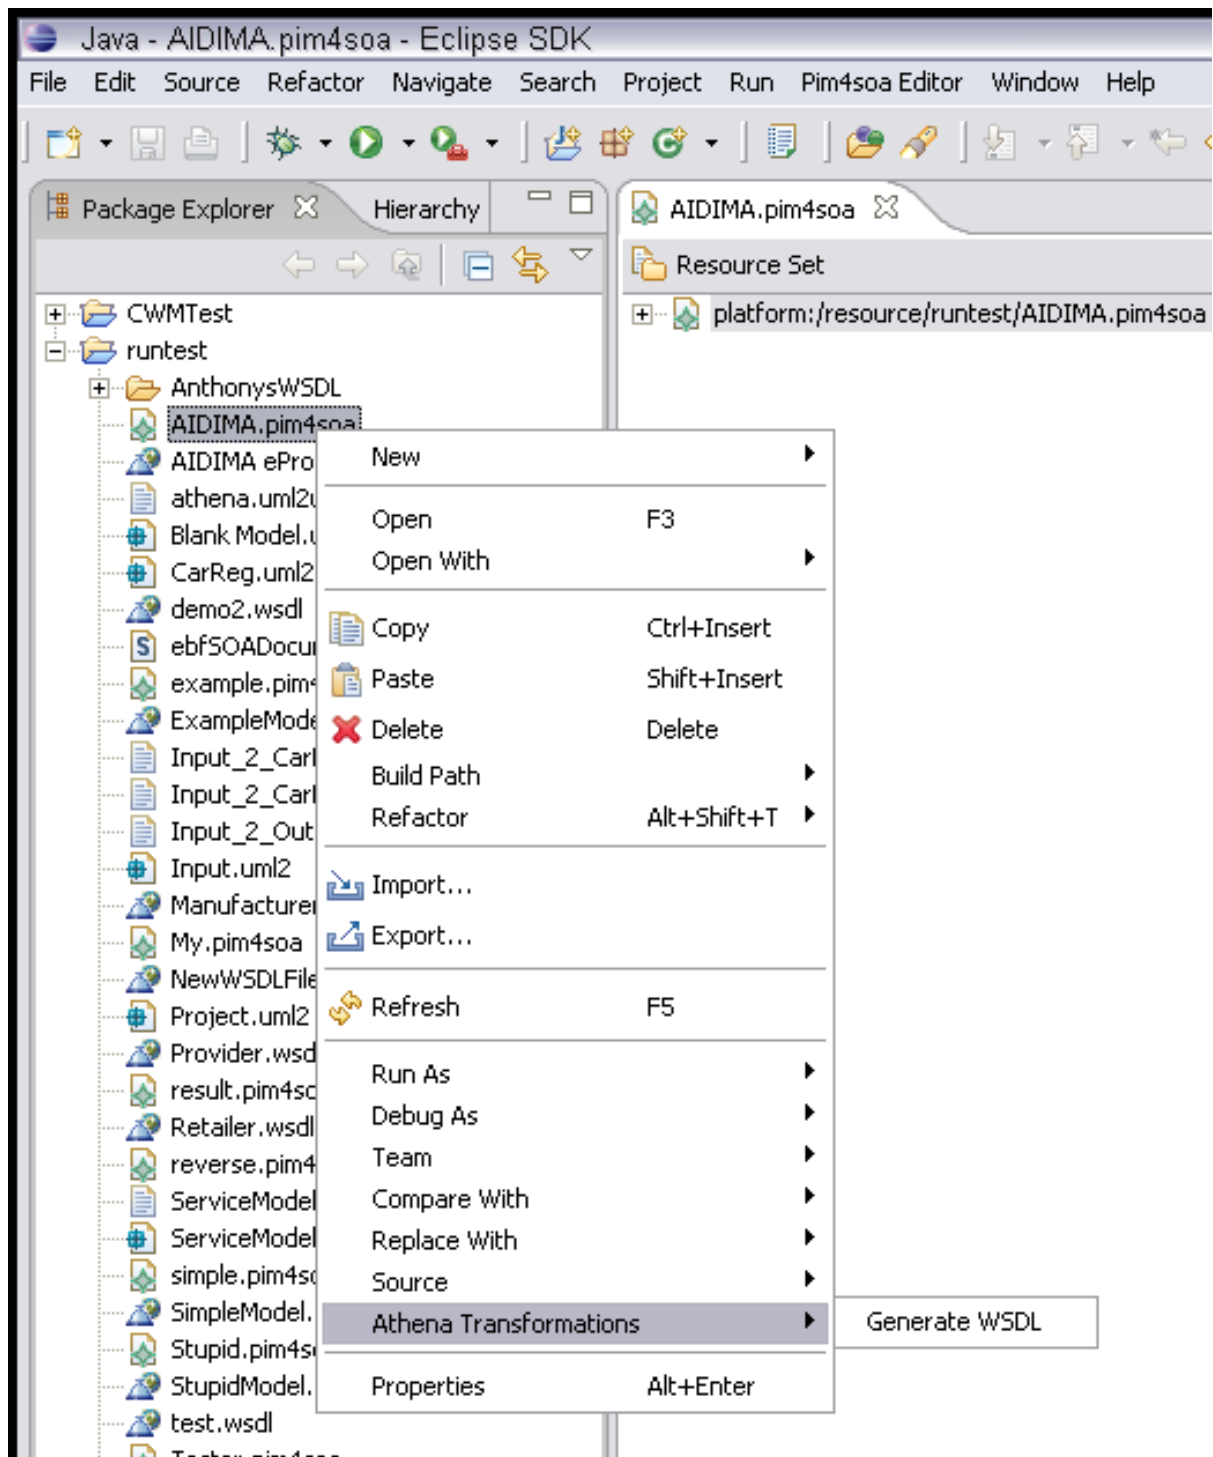 Java - AIDIMA.pim4soa - Eclipse SDK
File Edit Source Refactor Navigate Search Project Run Pim4soa Editor Window Help
Package Explorer Hierarchy
AIDIMA.pim4soa
Resource Set
platform:/resource/runtest/AIDIMA.pim4soa
CWMTest
runtest
AnthonysWSDL
AIDIMA.pim4soa
AIDIMA ePro
athena.uml2
Blank Model.
CarReg.uml2
demo2.wsdl
ebfSOADocu
example.pim4
ExampleMode
Input_2_Car
Input_2_Car
Input_2_Out
Input.uml2
Manufacturer
My.pim4soa
NewWSDLFile
Project.uml2
Provider.wsd
result.pim4so
Retailer.wsdl
reverse.pim4
ServiceModel
ServiceModel
simple.pim4so
SimpleModel.
Stupid.pim4s
StupidModel.
test.wsdl
New
Open F3
Open With
Copy Ctrl+Insert
Paste Shift+Insert
Delete Delete
Build Path
Refactor Alt+Shift+T
Import...
Export...
Refresh F5
Run As
Debug As
Team
Compare With
Replace With
Source
Athena Transformations
Generate WSDL
Properties Alt+Enter